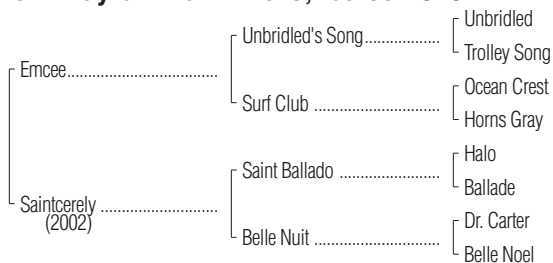 Unbridled
Unbridled's Song
Trolley Song
Emcee
Ocean Crest
Surf Club
Horns Gray
Halo
Saint Ballado
Ballade
Saintcerely
(2002)
Dr. Carter
Belle Nuit
Belle Noel